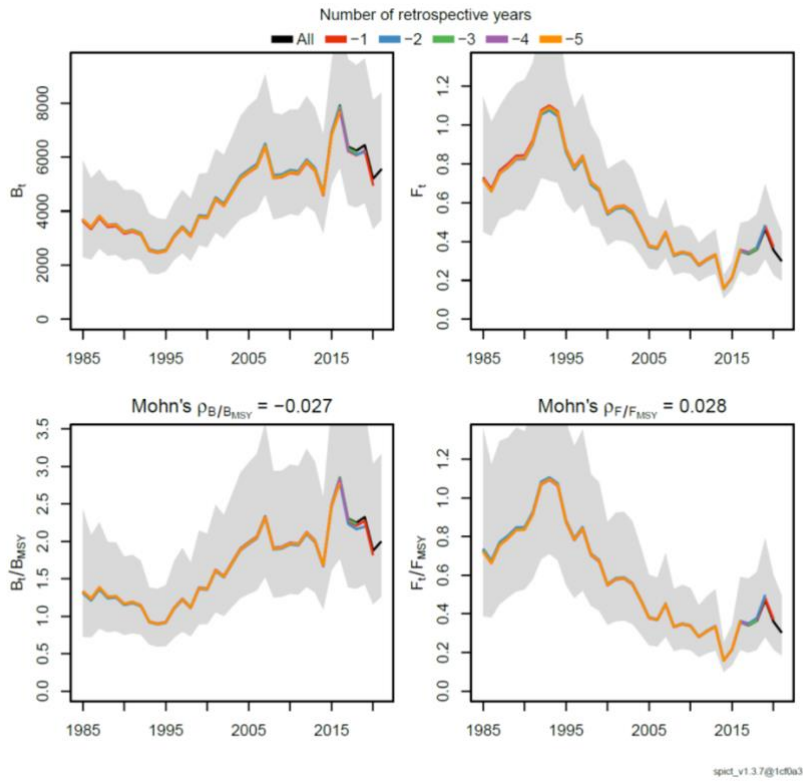 Number of retrospective years
All −1 −2 −3 −4 −5
Bt
8000
6000
4000
2000
0
1985 1995 2005 2015
Ft
1.2
1.0
0.8
0.6
0.4
0.2
0.0
1985 1995 2005 2015
Mohn's ρB/BMSY = −0.027
Bt/BMSY
3.5
3.0
2.5
2.0
1.5
1.0
0.5
0.0
1985 1995 2005 2015
Mohn's ρF/FMSY = 0.028
Ft/FMSY
1.2
1.0
0.8
0.6
0.4
0.2
0.0
1985 1995 2005 2015
spict_v1.3.7@1cf0a3